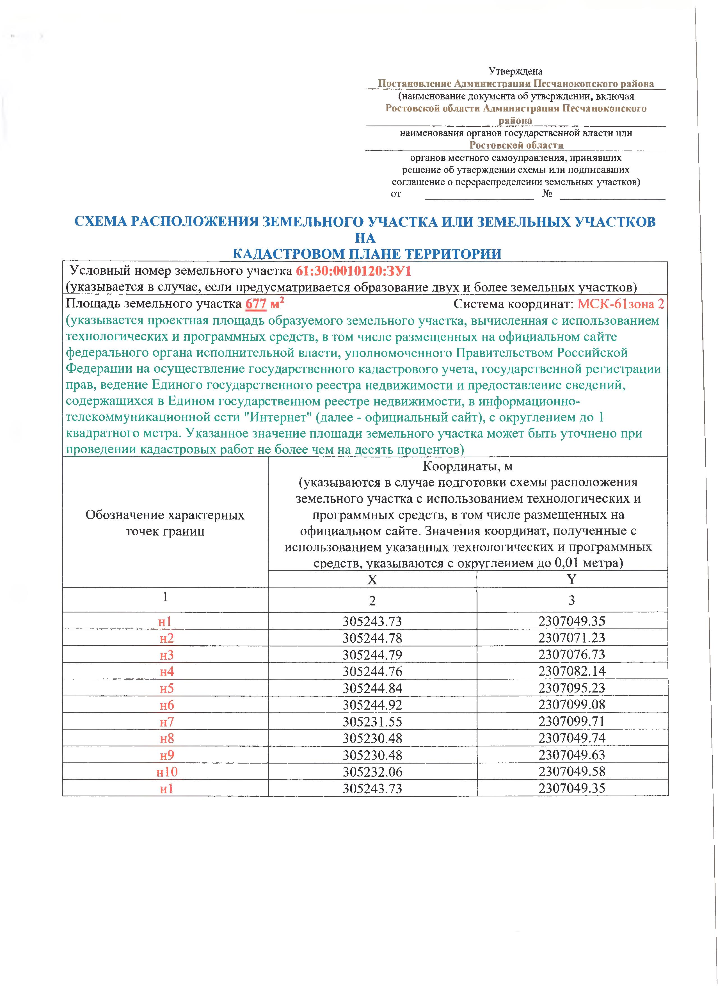 Утверждена
Постановление Администрации Песчанокопского района
(наименование документа об утверждении, включая
Ростовской области Администрация Песчанокопского
района
наименования органов государственной власти или
Ростовской области
органов местного самоуправления, принявших
решение об утверждении схемы или подписавших
соглашение о перераспределении земельных участков)
от №
СХЕМА РАСПОЛОЖЕНИЯ ЗЕМЕЛЬНОГО УЧАСТКА ИЛИ ЗЕМЕЛЬНЫХ УЧАСТКОВ
НА
КАДАСТРОВОМ ПЛАНЕ ТЕРРИТОРИИ
Условный номер земельного участка 61:30:0010120:ЗУ1
(указывается в случае, если предусматривается образование двух и более земельных участков)
Площадь земельного участка 677 м² Система координат: МСК-61зона 2
(указывается проектная площадь образуемого земельного участка, вычисленная с использованием
технологических и программных средств, в том числе размещенных на официальном сайте
федерального органа исполнительной власти, уполномоченного Правительством Российской
Федерации на осуществление государственного кадастрового учета, государственной регистрации
прав, ведение Единого государственного реестра недвижимости и предоставление сведений,
содержащихся в Едином государственном реестре недвижимости, в информационно-
телекоммуникационной сети "Интернет" (далее - официальный сайт), с округлением до 1
квадратного метра. Указанное значение площади земельного участка может быть уточнено при
проведении кадастровых работ не более чем на десять процентов)
Обозначение характерных
точек границ
Координаты, м
(указываются в случае подготовки схемы расположения
земельного участка с использованием технологических и
программных средств, в том числе размещенных на
официальном сайте. Значения координат, полученные с
использованием указанных технологических и программных
средств, указываются с округлением до 0,01 метра)
X Y
1 2 3
н1 305243.73 2307049.35
н2 305244.78 2307071.23
н3 305244.79 2307076.73
н4 305244.76 2307082.14
н5 305244.84 2307095.23
н6 305244.92 2307099.08
н7 305231.55 2307099.71
н8 305230.48 2307049.74
н9 305230.48 2307049.63
н10 305232.06 2307049.58
н1 305243.73 2307049.35